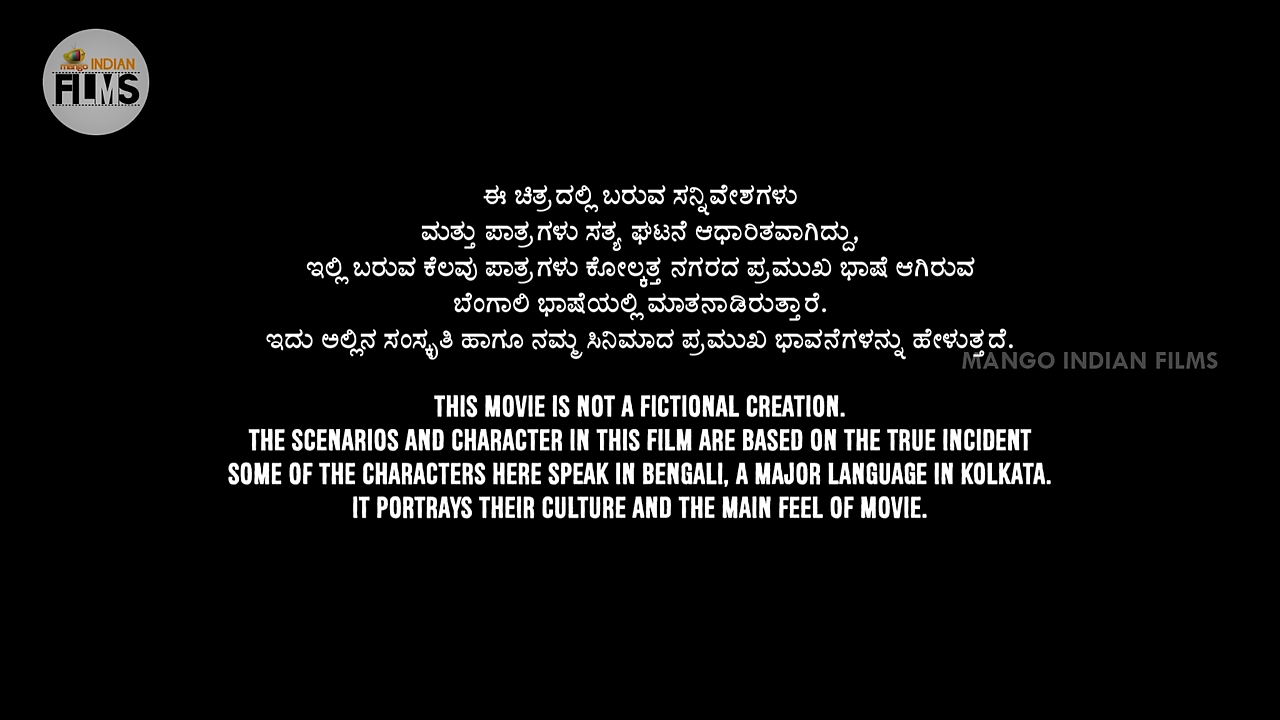 mango INDIAN
FILMS
ಈ ಚಿತ್ರದಲ್ಲಿ ಬರುವ ಸನ್ನಿವೇಶಗಳು
ಮತ್ತು ಪಾತ್ರಗಳು ಸತ್ಯ ಘಟನೆ ಆಧಾರಿತವಾಗಿದ್ದು,
ಇಲ್ಲಿ ಬರುವ ಕೆಲವು ಪಾತ್ರಗಳು ಕೋಲ್ಕತ್ತ ನಗರದ ಪ್ರಮುಖ ಭಾಷೆ ಆಗಿರುವ
ಬೆಂಗಾಲಿ ಭಾಷೆಯಲ್ಲಿ ಮಾತನಾಡಿರುತ್ತಾರೆ.
ಇದು ಅಲ್ಲಿನ ಸಂಸ್ಕೃತಿ ಹಾಗೂ ನಮ್ಮ ಸಿನಿಮಾದ ಪ್ರಮುಖ ಭಾವನೆಗಳನ್ನು ಹೇಳುತ್ತದೆ.
MANGO INDIAN FILMS
THIS MOVIE IS NOT A FICTIONAL CREATION.
THE SCENARIOS AND CHARACTER IN THIS FILM ARE BASED ON THE TRUE INCIDENT
SOME OF THE CHARACTERS HERE SPEAK IN BENGALI, A MAJOR LANGUAGE IN KOLKATA.
IT PORTRAYS THEIR CULTURE AND THE MAIN FEEL OF MOVIE.